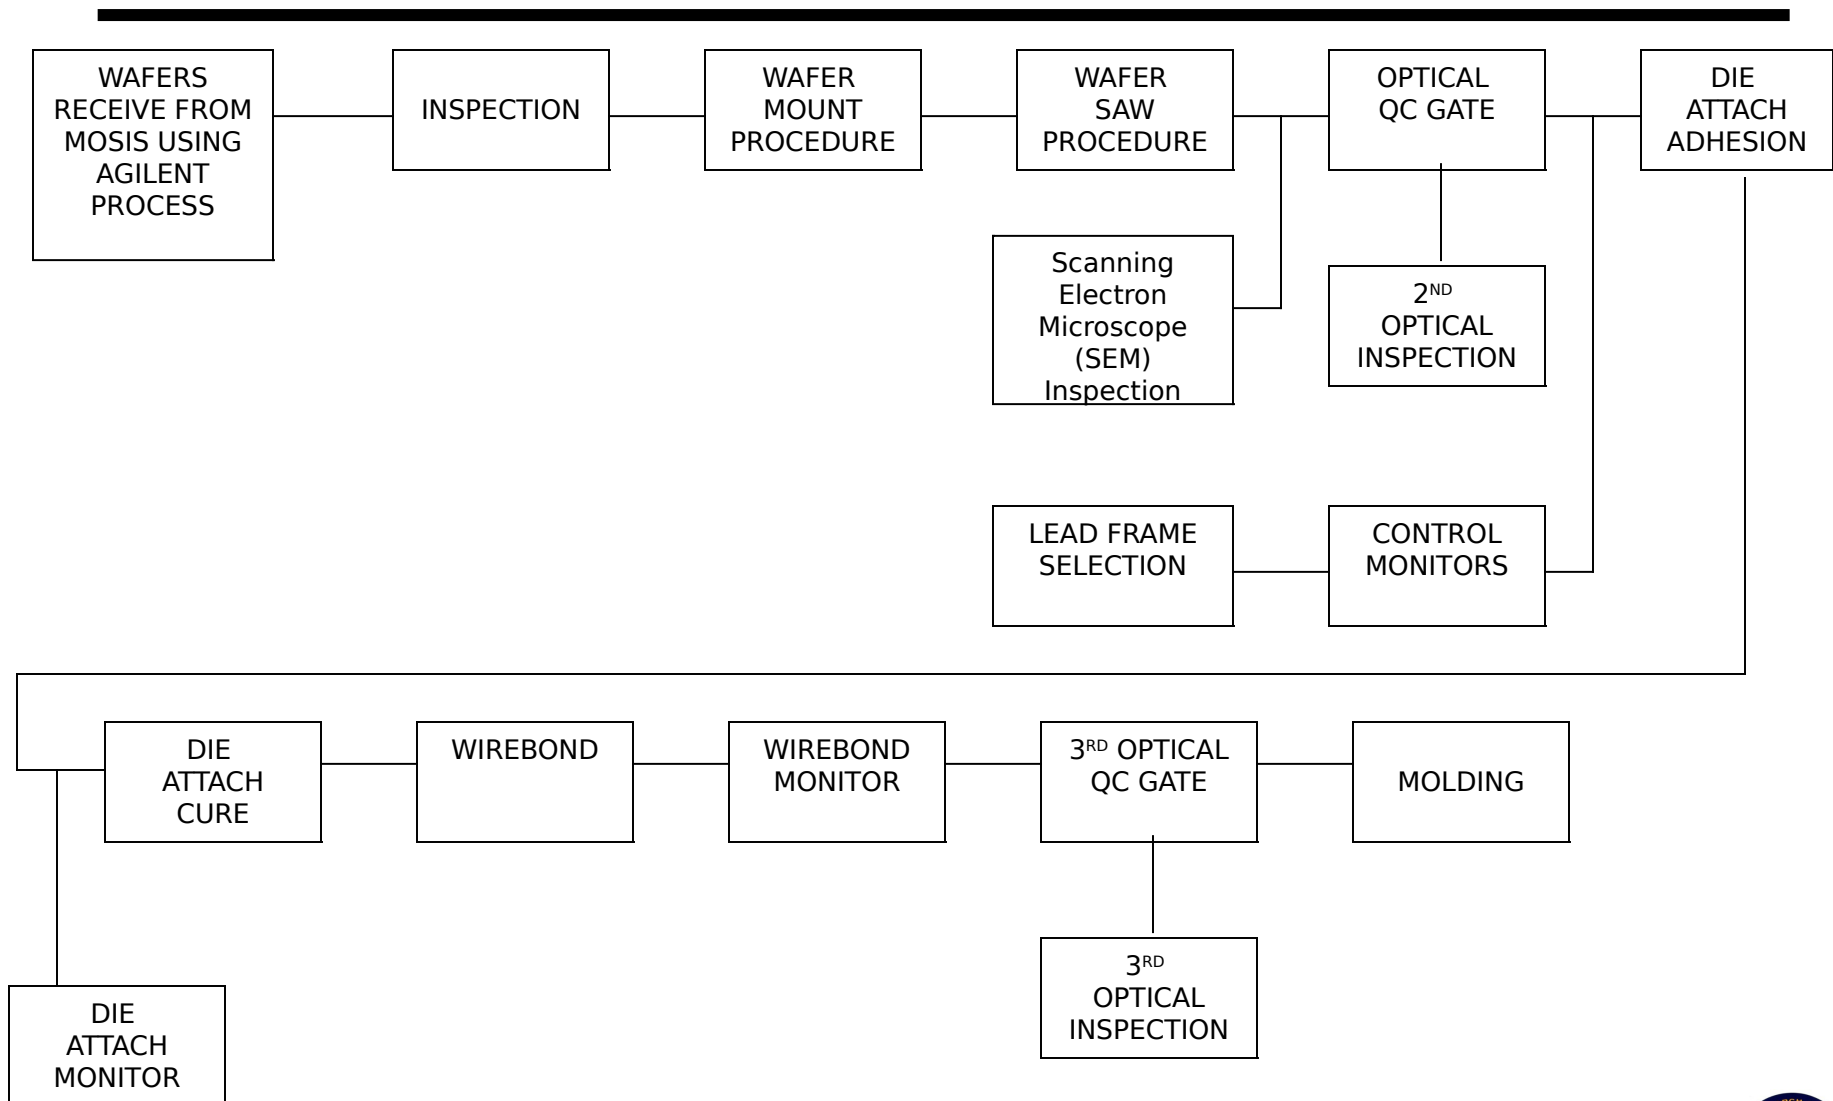 WAFERS
RECEIVE FROM
MOSIS USING
AGILENT
PROCESS
INSPECTION
WAFER
MOUNT
PROCEDURE
WAFER
SAW
PROCEDURE
OPTICAL
QC GATE
DIE
ATTACH
ADHESION
Scanning
Electron
Microscope
(SEM)
Inspection
2ND
OPTICAL
INSPECTION
LEAD FRAME
SELECTION
CONTROL
MONITORS
DIE
ATTACH
CURE
WIREBOND
WIREBOND
MONITOR
3RD OPTICAL
QC GATE
MOLDING
3RD
OPTICAL
INSPECTION
DIE
ATTACH
MONITOR